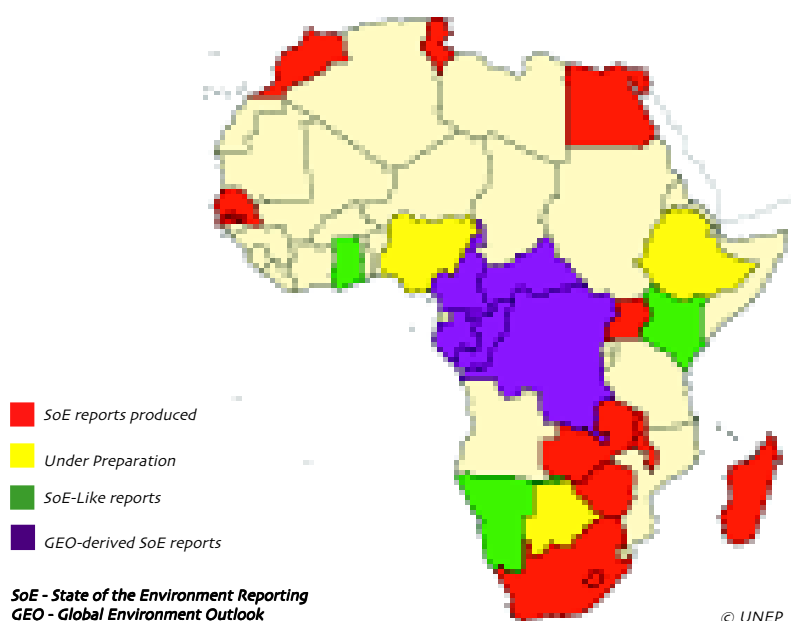 SoE reports produced
Under Preparation
SoE-Like reports
GEO-derived SoE reports
SoE - State of the Environment Reporting
GEO - Global Environment Outlook
© UNEP